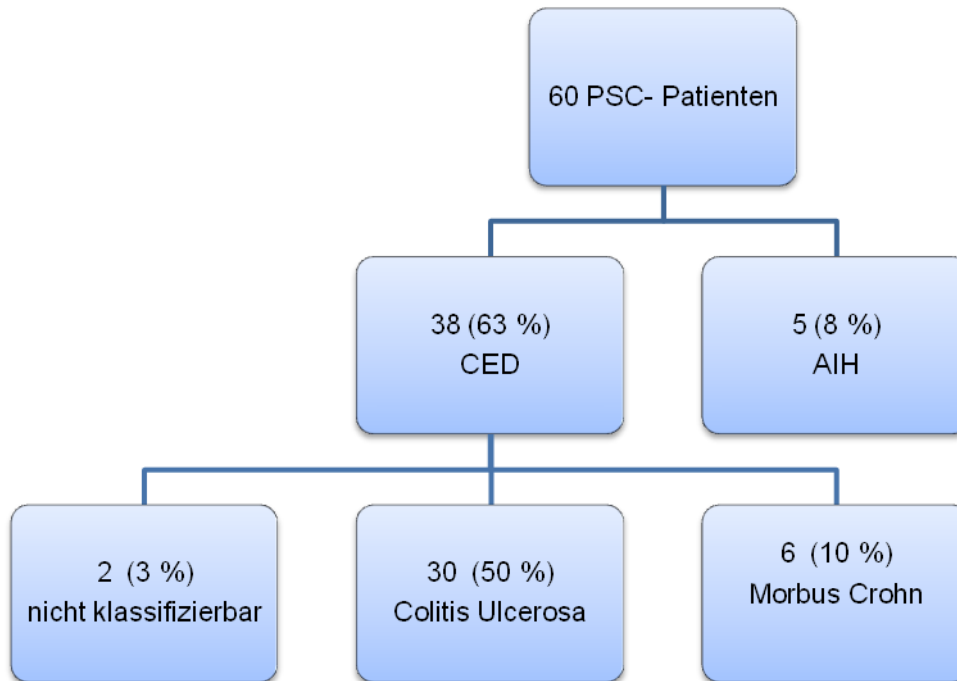 60 PSC- Patienten
38 (63 %)
CED
5 (8 %)
AIH
2 (3 %)
nicht klassifizierbar
30 (50 %)
Colitis Ulcerosa
6 (10 %)
Morbus Crohn